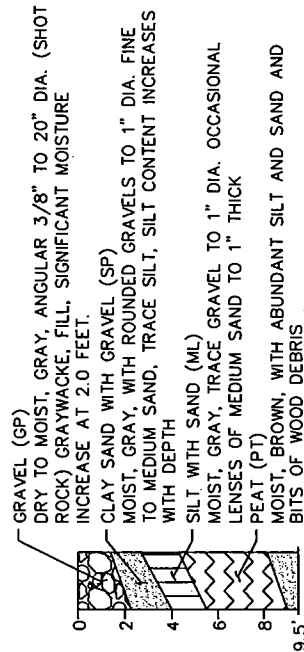 GRAVEL (GP)
DRY TO MOIST, GRAY, ANGULAR 3/8" TO 20" DIA. (SHOT
ROCK) GRAYWACKE, FILL, SIGNIFICANT MOISTURE
INCREASE AT 2.0 FEET.
CLAY SAND WITH GRAVEL (SP)
MOIST, GRAY, WITH ROUNDED GRAVELS TO 1" DIA. FINE
TO MEDIUM SAND, TRACE SILT, SILT CONTENT INCREASES
WITH DEPTH
SILT WITH SAND (ML)
MOIST, GRAY, TRACE GRAVEL TO 1" DIA. OCCASIONAL
LENSES OF MEDIUM SAND TO 1" THICK
PEAT (PT)
MOIST, BROWN, WITH ABUNDANT SILT AND SAND AND
BITS OF WOOD DEBRIS
0
2
4
6
8
9.5'